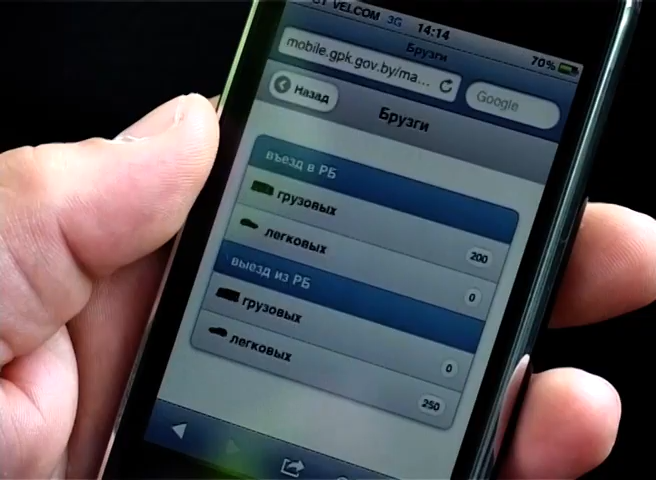 VELCOM 3G 14:14 70%
Брузги
mobile.gpk.gov.by/ma... Google
Назад Брузги
въезд в РБ
грузовых 200
легковых 0
выезд из РБ
грузовых 0
легковых 250